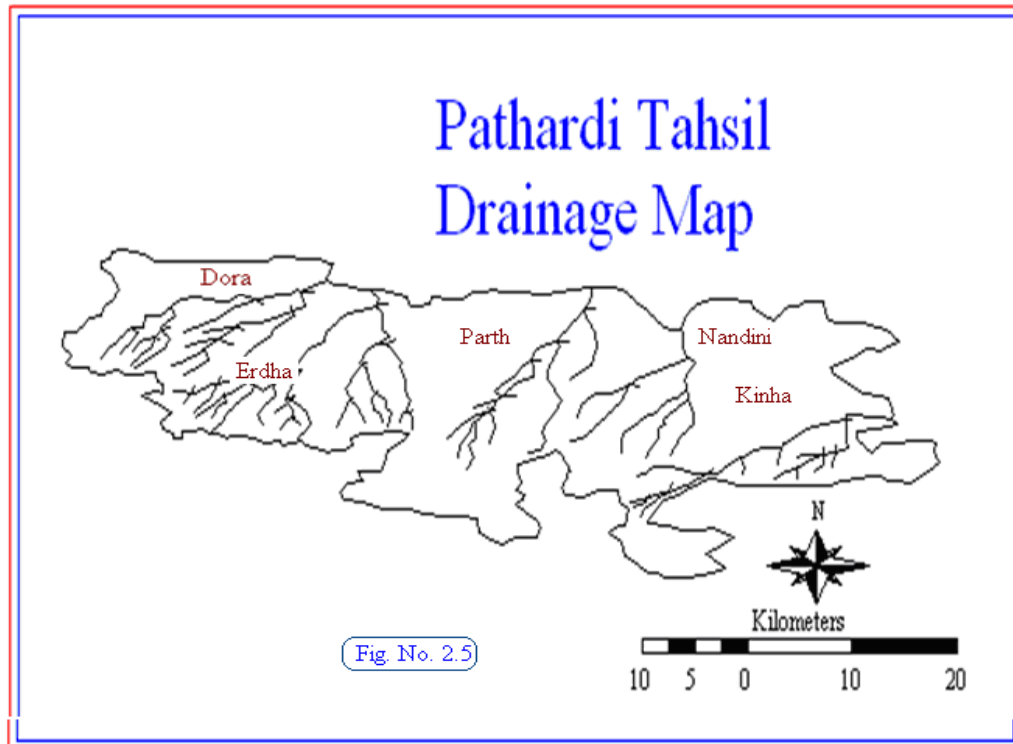 Pathardi Tahsil
Drainage Map
Dora
Parth
Nandini
Erdha
Kinha
N
Kilometers
10 5 0 10 20
Fig. No. 2.5